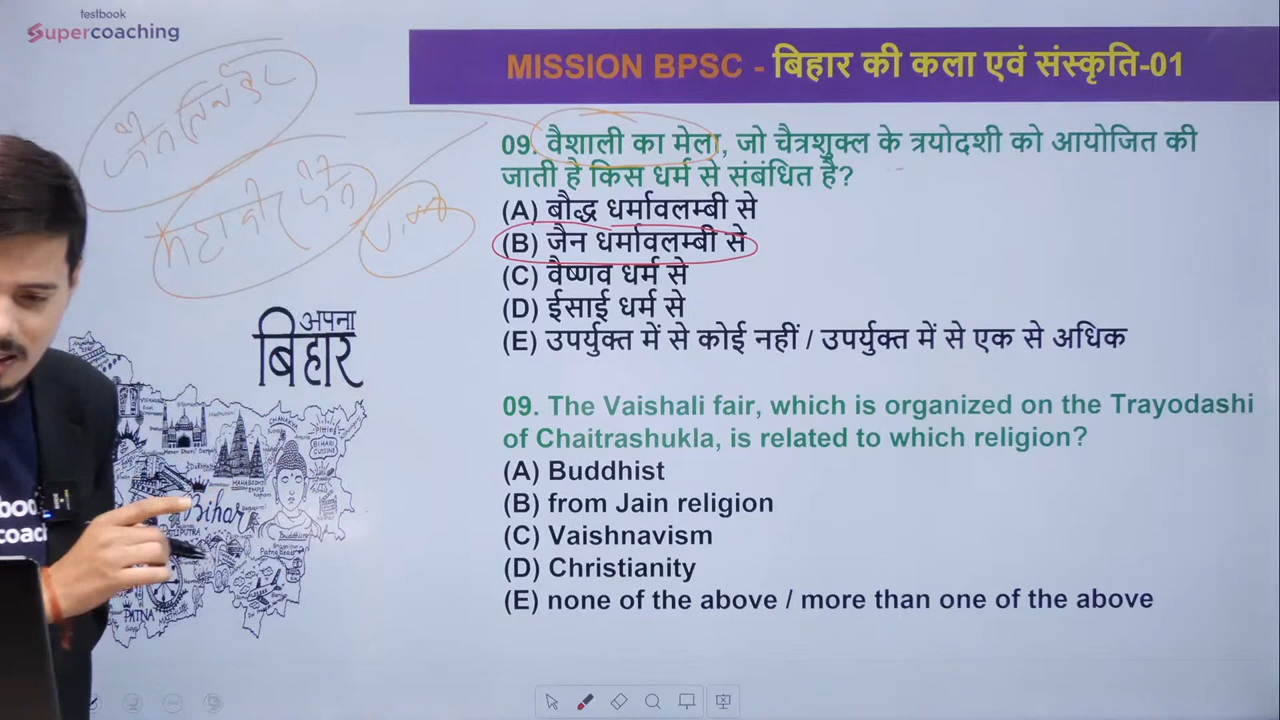 testbook
Supercoaching
MISSION BPSC - बिहार की कला एवं संस्कृति-01
09. वैशाली का मेला, जो चैत्रशुक्ल के त्रयोदशी को आयोजित की
जाती हे किस धर्म से संबंधित है?
(A) बौद्ध धर्मावलम्बी से
(B) जैन धर्मावलम्बी से
(C) वैष्णव धर्म से
(D) ईसाई धर्म से
(E) उपर्युक्त में से कोई नहीं / उपर्युक्त में से एक से अधिक
अपना
बिहार
BIHARI
CUISINE
MAHABODHI
Bihar
PATNA
09. The Vaishali fair, which is organized on the Trayodashi
of Chaitrashukla, is related to which religion?
(A) Buddhist
(B) from Jain religion
(C) Vaishnavism
(D) Christianity
(E) none of the above / more than one of the above